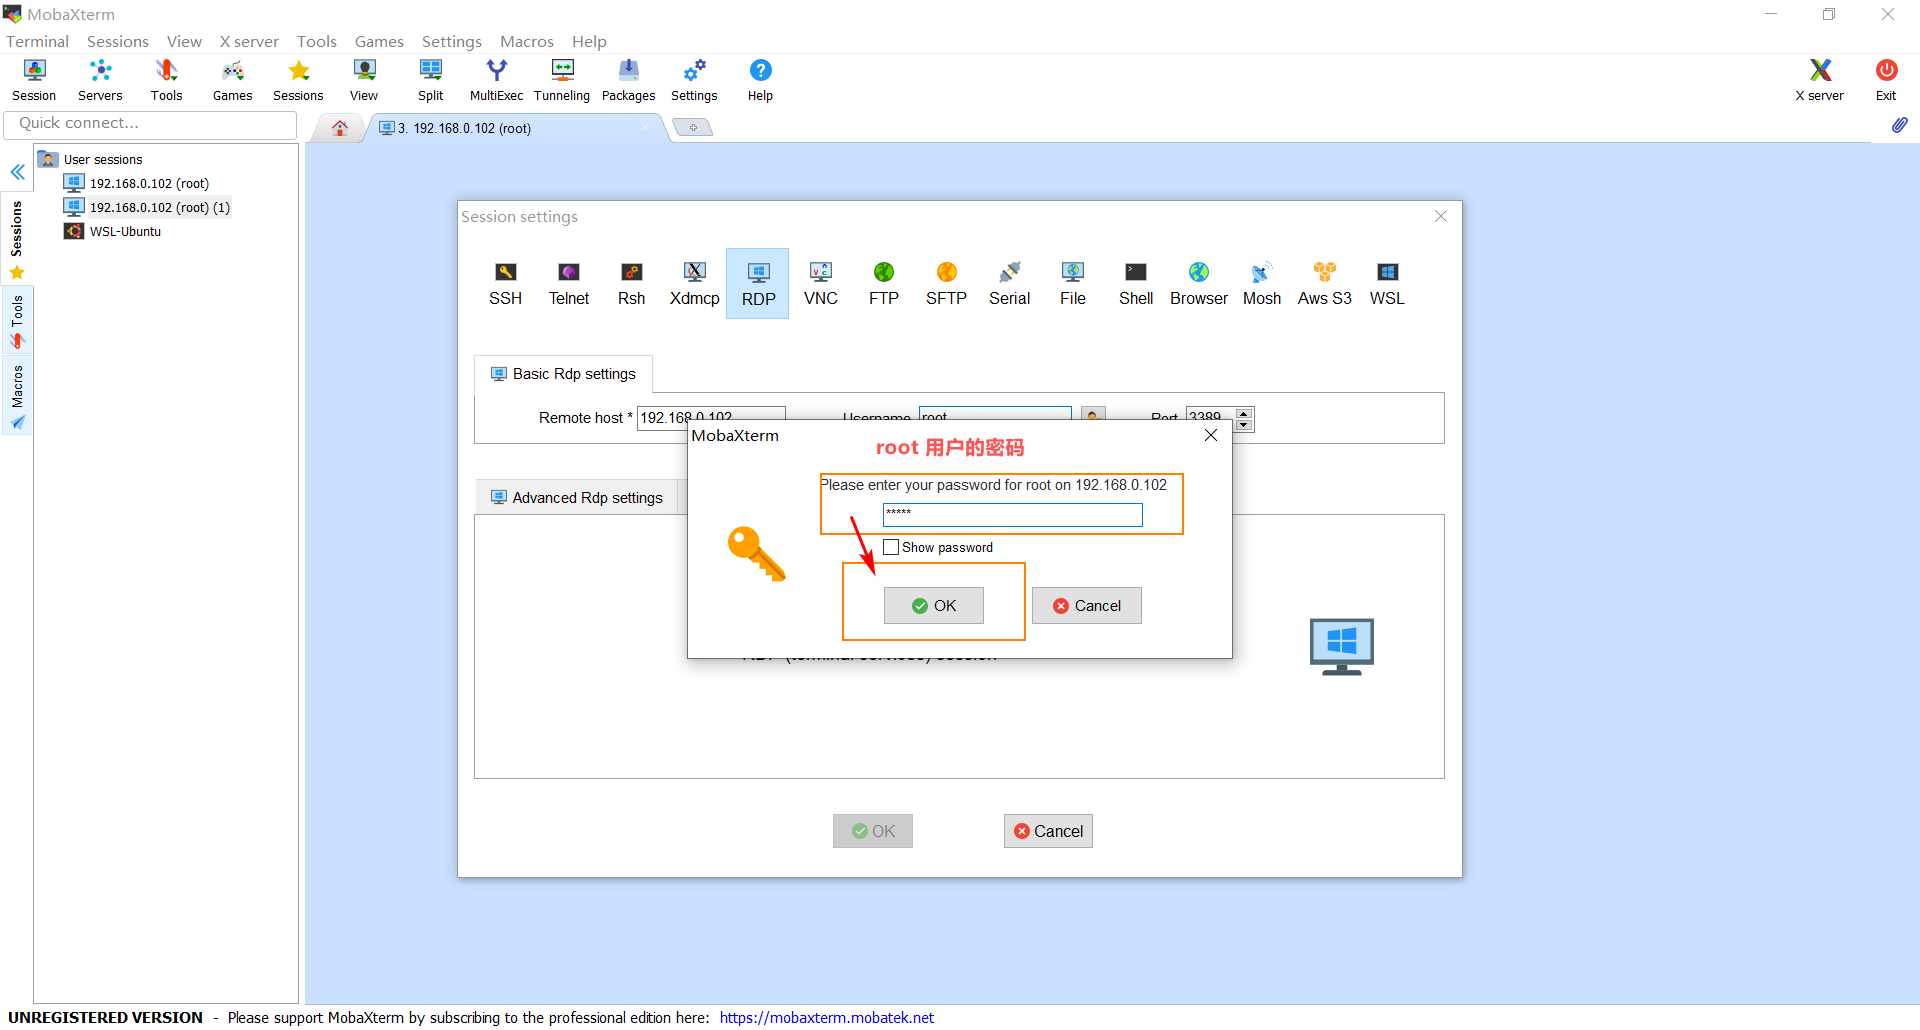 MobaXterm
Terminal Sessions View X server Tools Games Settings Macros Help
Session Servers Tools Games Sessions View Split MultiExec Tunneling Packages Settings Help X server Exit
Quick connect...
3. 192.168.0.102 (root)
User sessions
192.168.0.102 (root)
192.168.0.102 (root) (1)
WSL-Ubuntu
Sessions
Tools
Macros
Session settings
SSH Telnet Rsh Xdmcp RDP VNC FTP SFTP Serial File Shell Browser Mosh Aws S3 WSL
Basic Rdp settings
Remote host * 192.168.0.102 Username root Port 3389
MobaXterm
root 用户的密码
Please enter your password for root on 192.168.0.102
*****
Show password
OK Cancel
Advanced Rdp settings
RDP (terminal services) session
OK Cancel
UNREGISTERED VERSION - Please support MobaXterm by subscribing to the professional edition here: https://mobaxterm.mobatek.net